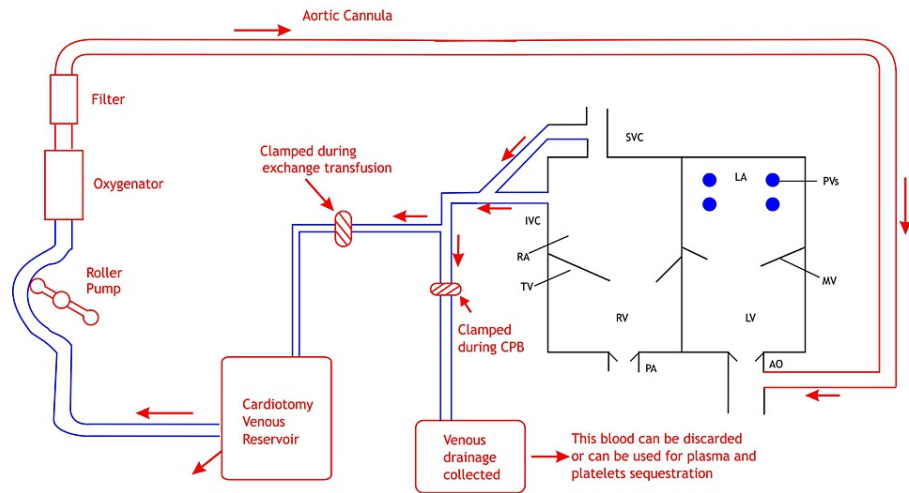 Aortic Cannula
Filter
Oxygenator
Roller
Pump
Clamped during
exchange transfusion
SVC
LA
PVs
IVC
RA
TV
MV
RV
LV
PA
AO
Clamped
during CPB
Cardiotomy
Venous
Reservoir
Venous
drainage
collected
This blood can be discarded
or can be used for plasma and
platelets sequestration